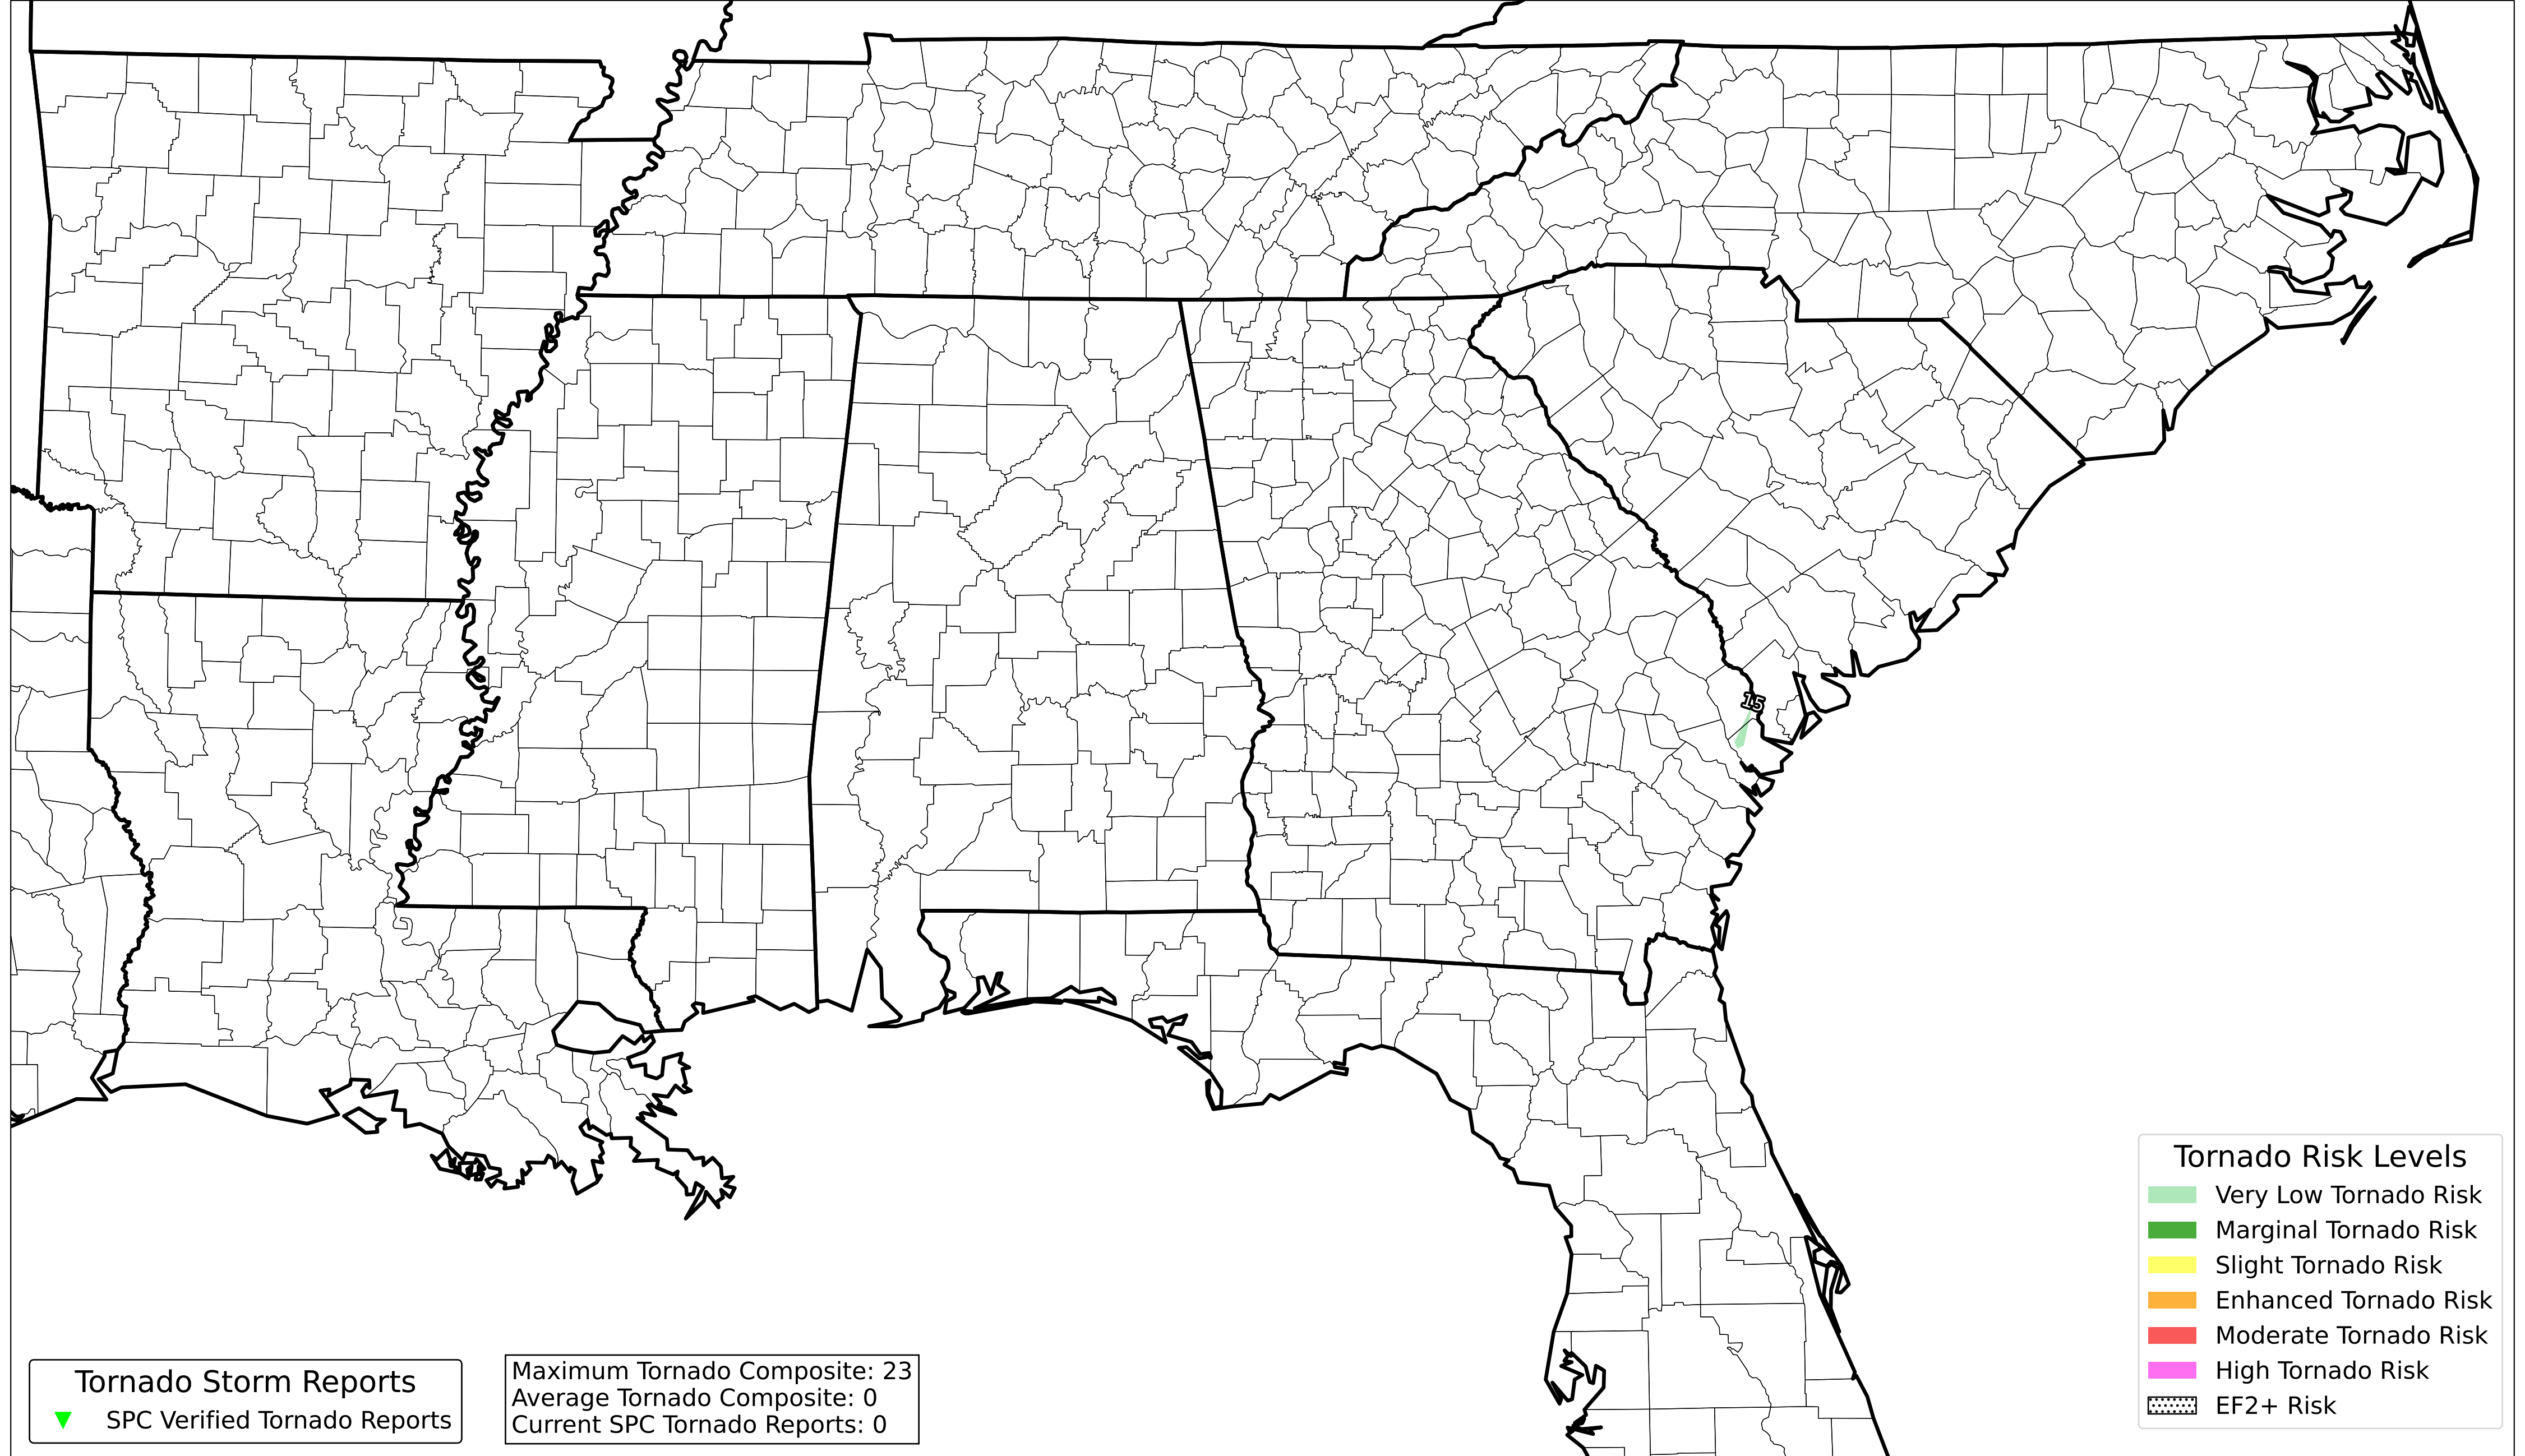 15
Tornado Risk Levels
Very Low Tornado Risk
Marginal Tornado Risk
Slight Tornado Risk
Enhanced Tornado Risk
Moderate Tornado Risk
High Tornado Risk
EF2+ Risk
Tornado Storm Reports
SPC Verified Tornado Reports
Maximum Tornado Composite: 23
Average Tornado Composite: 0
Current SPC Tornado Reports: 0